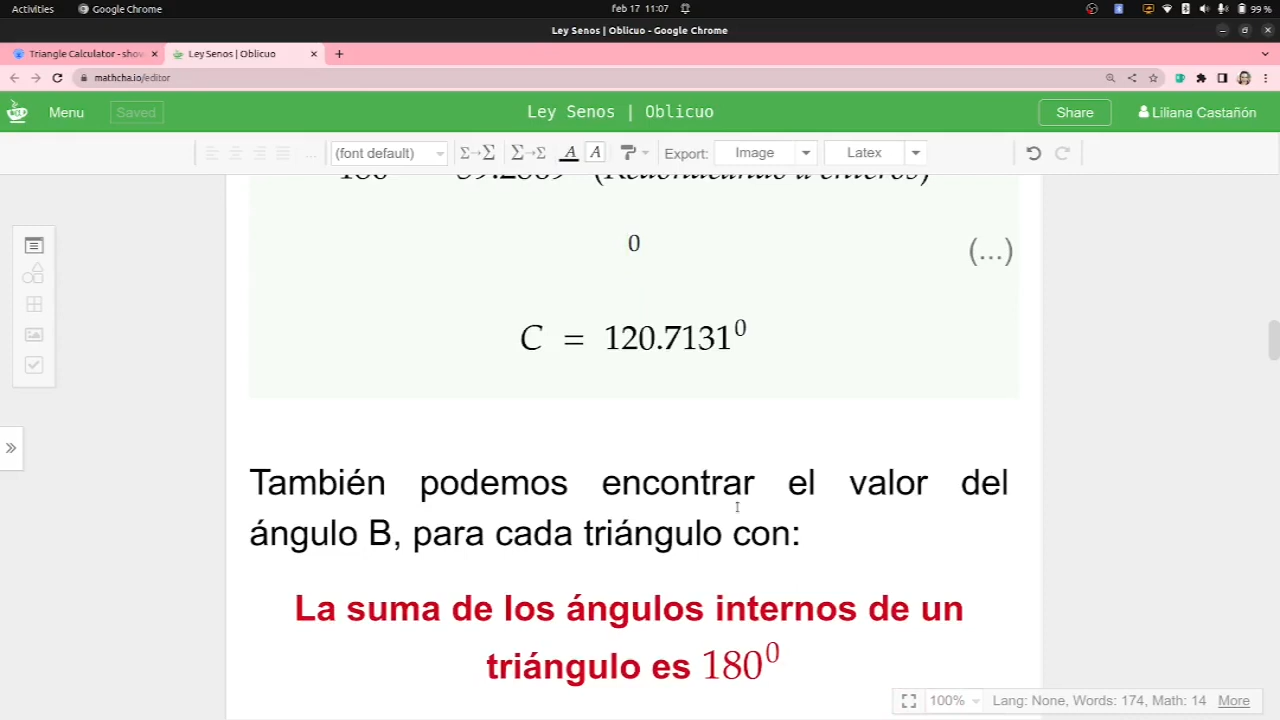 Activities
Google Chrome
feb 17 11:07
99 %
Ley Senos | Oblicuo - Google Chrome
Triangle Calculator - show
Ley Senos | Oblicuo
mathcha.io/editor
Menu
Saved
Ley Senos | Oblicuo
Share
Liliana Castañón
...
(font default)
Σ→Σ
Σ→Σ
A
A
Export:
Image
Latex
0
(...)
C = 120.7131⁰
También podemos encontrar el valor del
ángulo B, para cada triángulo con:
La suma de los ángulos internos de un
triángulo es 180⁰
100%
Lang: None, Words: 174, Math: 14
More